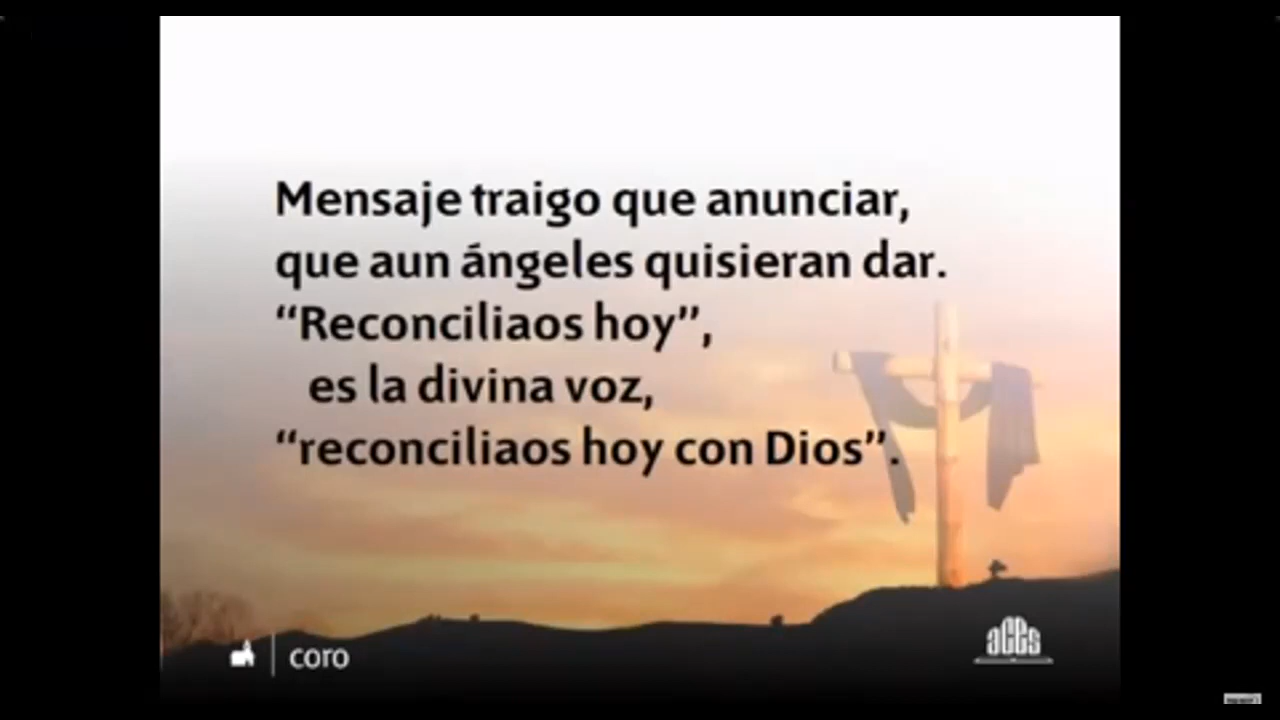 Mensaje traigo que anunciar,
que aun ángeles quisieran dar.
“Reconciliaos hoy”,
es la divina voz,
“reconciliaos hoy con Dios”.
coro
aces